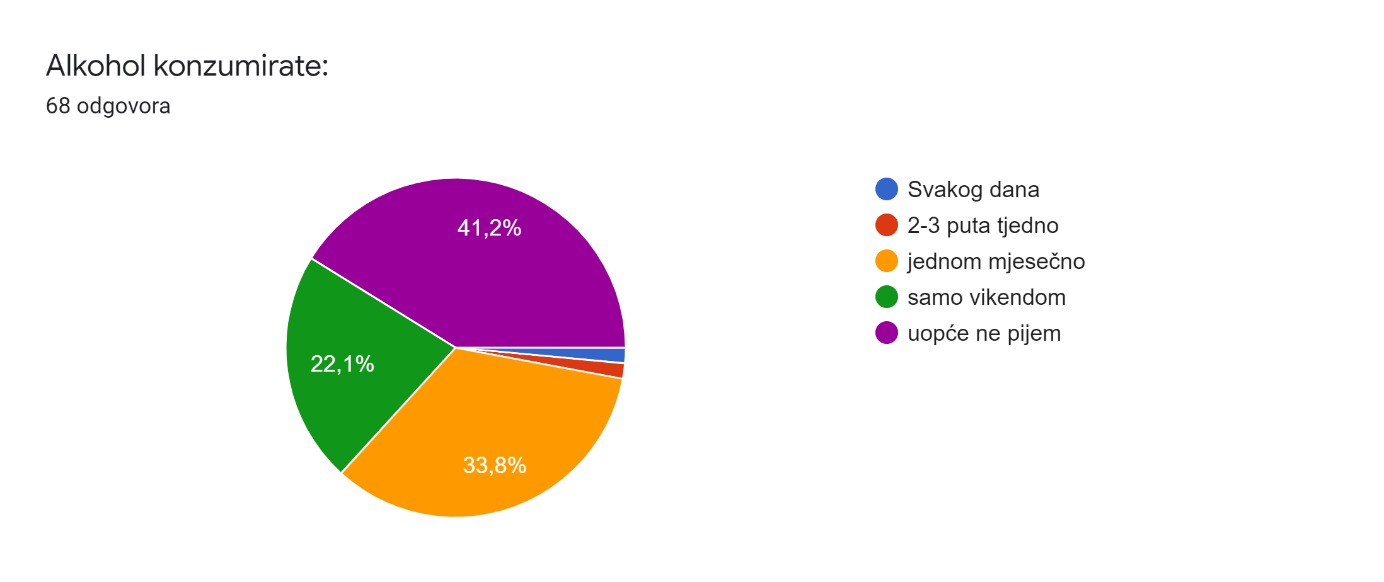 Alkohol konzumirate:
68 odgovora
41,2%
22,1%
33,8%
Svakog dana
2-3 puta tjedno
jednom mjesečno
samo vikendom
uopće ne pijem